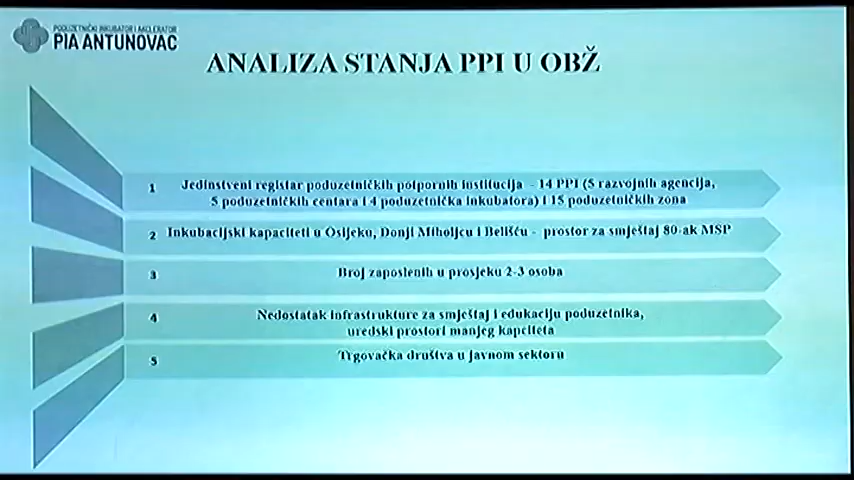 PODUZETNIČKI INKUBATOR I AKCELERATOR
PIA ANTUNOVAC
ANALIZA STANJA PPI U OBŽ
1 Jedinstveni registar poduzetničkih potpornih institucija - 14 PPI (5 razvojnih agencija,
5 poduzetničkih centara i 4 poduzetnička inkubatora) i 15 poduzetničkih zona
2 Inkubacijski kapaciteti u Osijeku, Donji Miholjcu i Belišću - prostor za smještaj 80-ak MSP
3 Broj zaposlenih u prosjeku 2-3 osoba
4 Nedostatak infrastrukture za smještaj i edukaciju poduzetnika,
uredski prostori manjeg kapciteta
5 Trgovačka društva u javnom sektoru